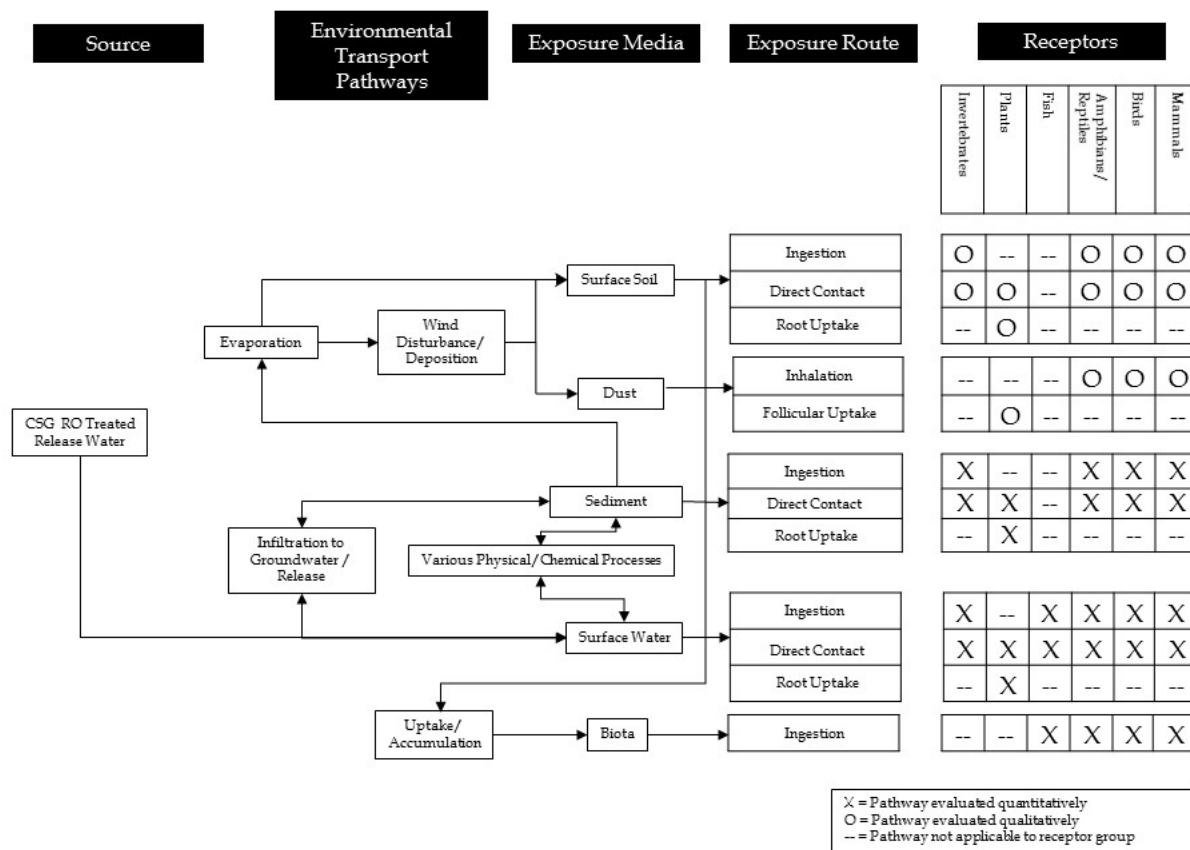 Source
Environmental
Transport
Pathways
Exposure Media
Exposure Route
Receptors
Invertebrates
Plants
Fish
Amphibians/
Reptiles
Birds
Mammals
Ingestion
O -- -- O O O
Surface Soil
Direct Contact
O O -- O O O
Root Uptake
-- O -- -- -- --
Evaporation
Wind
Disturbance/
Deposition
Inhalation
-- -- -- O O O
Dust
Follicular Uptake
-- O -- -- -- --
CSG RO Treated
Release Water
Ingestion
X -- -- X X X
Sediment
Direct Contact
X X -- X X X
Root Uptake
-- X -- -- -- --
Infiltration to
Groundwater /
Release
Various Physical/Chemical Processes
Ingestion
X -- X X X X
Surface Water
Direct Contact
X X X X X X
Root Uptake
-- X -- -- -- --
Uptake/
Accumulation
Biota
Ingestion
-- -- X X X X
X = Pathway evaluated quantitatively
O = Pathway evaluated qualitatively
-- = Pathway not applicable to receptor group